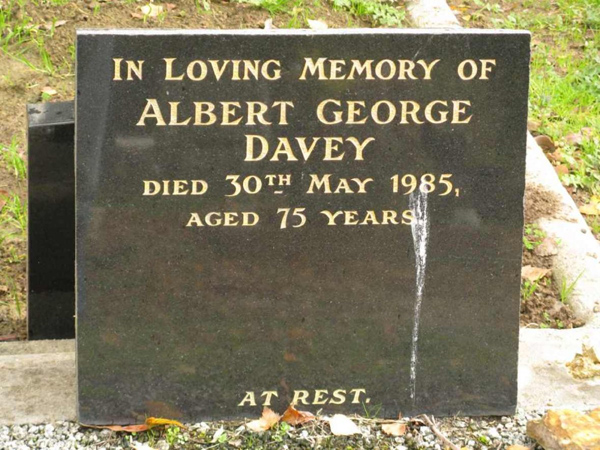 IN LOVING MEMORY OF
ALBERT GEORGE
DAVEY
DIED 30TH MAY 1985,
AGED 75 YEARS.
AT REST.